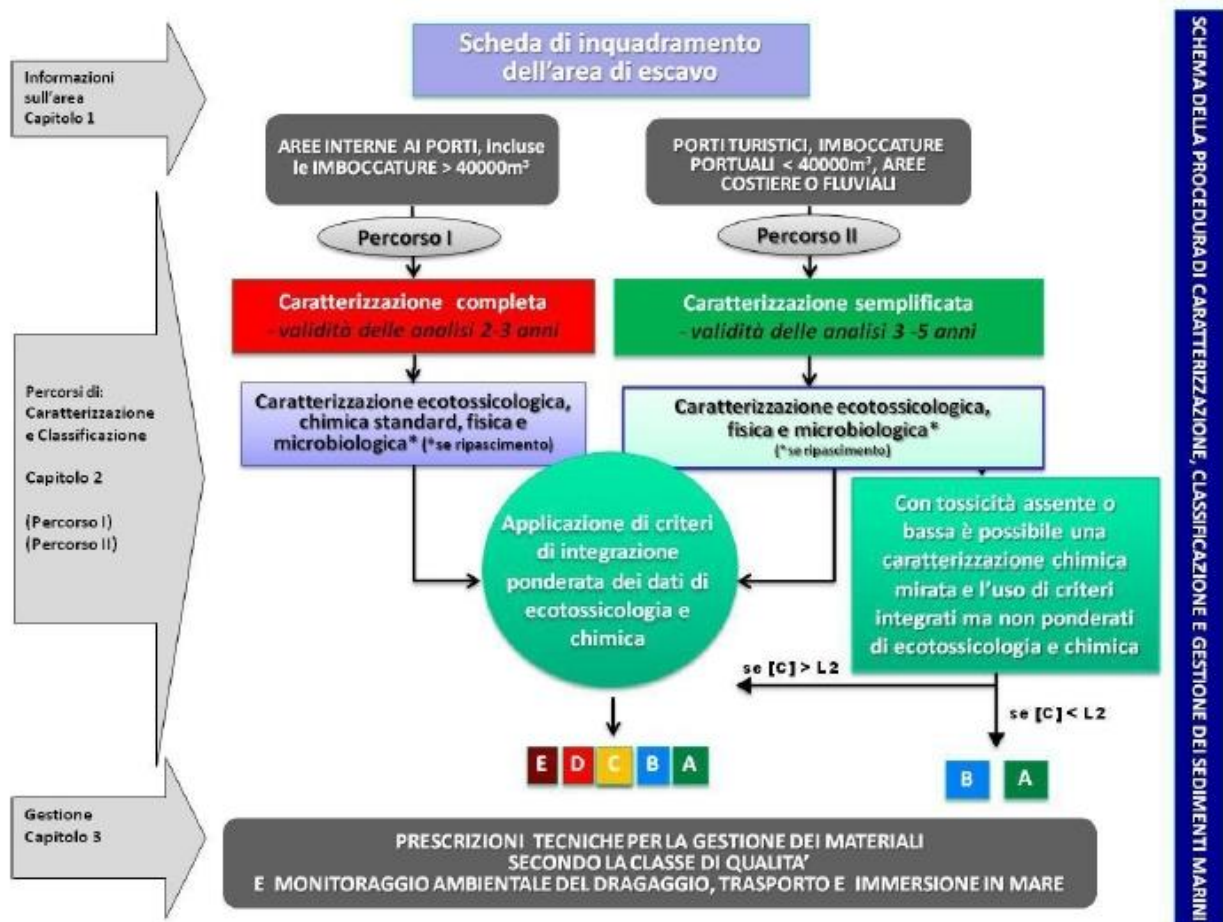 Scheda di inquadramento
dell'area di escavo
Informazioni
sull'area
Capitolo 1
AREE INTERNE AI PORTI, incluse
le IMBOCCATURE > 40000m³
PORTI TURISTICI, IMBOCCATURE
PORTUALI < 40000m³, AREE
COSTIERE O FLUVIALI
Percorso I
Percorso II
Caratterizzazione completa
- validità delle analisi 2-3 anni
Caratterizzazione semplificata
- validità delle analisi 3 -5 anni
Percorsi di:
Caratterizzazione
e Classificazione
Capitolo 2
(Percorso I)
(Percorso II)
Caratterizzazione ecotossicologica,
chimica standard, fisica e
microbiologica* (*se ripascimento)
Caratterizzazione ecotossicologica,
fisica e microbiologica*
(*se ripascimento)
Applicazione di criteri
di integrazione
ponderata dei dati di
ecotossicologia e
chimica
Con tossicità assente o
bassa è possibile una
caratterizzazione chimica
mirata e l'uso di criteri
integrati ma non ponderati
di ecotossicologia e chimica
se [C] > L2
se [C] < L2
E D C B A
B A
Gestione
Capitolo 3
PRESCRIZIONI TECNICHE PER LA GESTIONE DEI MATERIALI
SECONDO LA CLASSE DI QUALITA'
E MONITORAGGIO AMBIENTALE DEL DRAGAGGIO, TRASPORTO E IMMERSIONE IN MARE
SCHEMA DELLA PROCEDURA DI CARATTERIZZAZIONE, CLASSIFICAZIONE E GESTIONE DEI SEDIMENTI MARINI